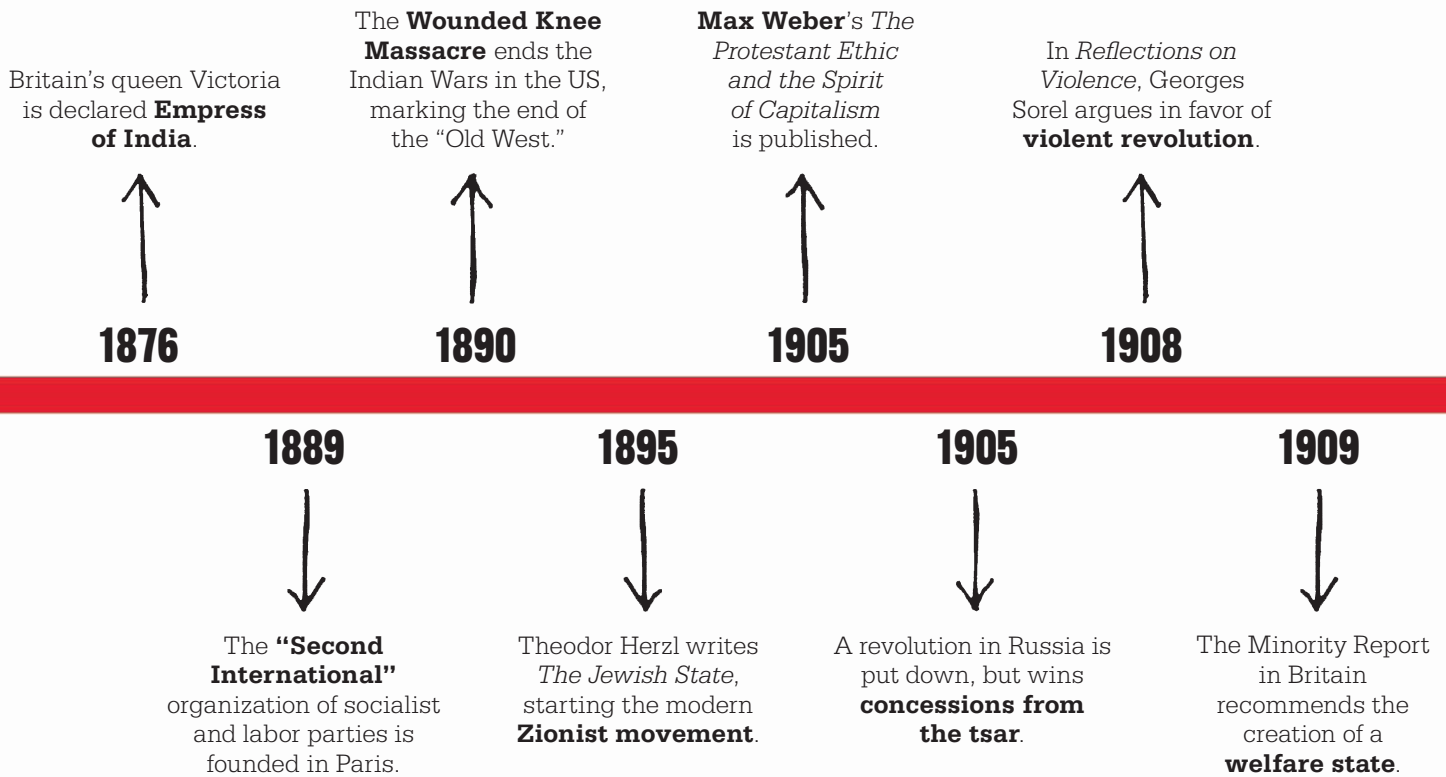 Britain’s queen Victoria
is declared Empress
of India.
1876
The Wounded Knee
Massacre ends the
Indian Wars in the US,
marking the end of
the “Old West.”
1890
Max Weber’s The
Protestant Ethic
and the Spirit
of Capitalism
is published.
1905
In Reflections on
Violence, Georges
Sorel argues in favor of
violent revolution.
1908
1889
The “Second
International”
organization of socialist
and labor parties is
founded in Paris.
1895
Theodor Herzl writes
The Jewish State,
starting the modern
Zionist movement.
1905
A revolution in Russia is
put down, but wins
concessions from
the tsar.
1909
The Minority Report
in Britain
recommends the
creation of a
welfare state.